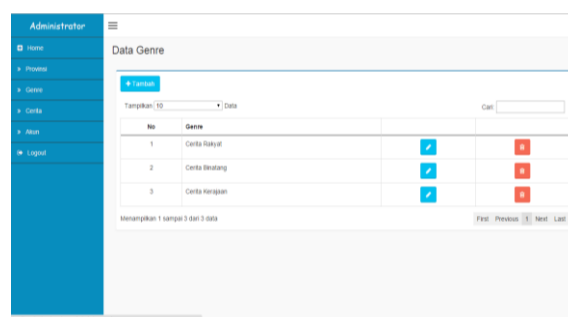 Administrator
Home
Provinsi
Genre
Cerita
Akun
Logout
Data Genre
Tambah
Tampilkan 10 Data
Cari:
No Genre
1 Cerita Rakyat
2 Cerita Binatang
3 Cerita Kerajaan
Menampilkan 1 sampai 3 dari 3 data
First Previous 1 Next Last